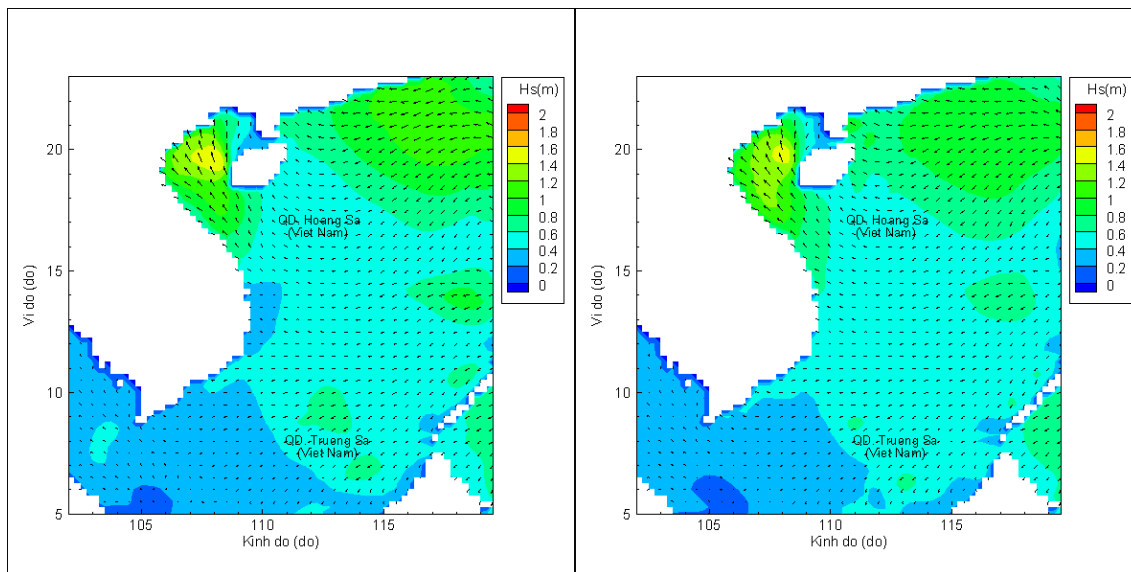 Hs(m)
2
1.8
1.6
1.4
1.2
1
0.8
0.6
0.4
0.2
0
20
15
10
5
Vi do (do)
105
110
115
Kinh do (do)
QD. Hoang Sa
(Viet Nam)
QD. Truong Sa
(Viet Nam)
Hs(m)
2
1.8
1.6
1.4
1.2
1
0.8
0.6
0.4
0.2
0
20
15
10
5
Vi do (do)
105
110
115
Kinh do (do)
QD. Hoang Sa
(Viet Nam)
QD. Truong Sa
(Viet Nam)